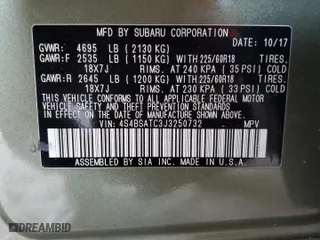 MFD BY SUBARU CORPORATION DATE: 10/17
GVWR: 4695 LB ( 2130 KG)
GAWR: F 2535 LB ( 1150 KG) WITH 225/60R18
18X7J RIMS. AT 240 KPA ( 35 PSI) COLD
GAWR: R 2645 LB ( 1200 KG) WITH 225/60R18
18X7J RIMS. AT 230 KPA ( 33 PSI) COLD
THIS VEHICLE CONFORMS TO ALL APPLICABLE
FEDERAL MOTOR VEHICLE SAFETY, BUMPER, AND
THEFT PREVENTION STANDARDS IN EFFECT ON THE
DATE OF MANUFACTURE SHOWN ABOVE.
VIN: 4S4BSATC3J3250732 MPV
ASSEMBLED BY SIA INC. MADE IN U.S.A.
DREAMBID